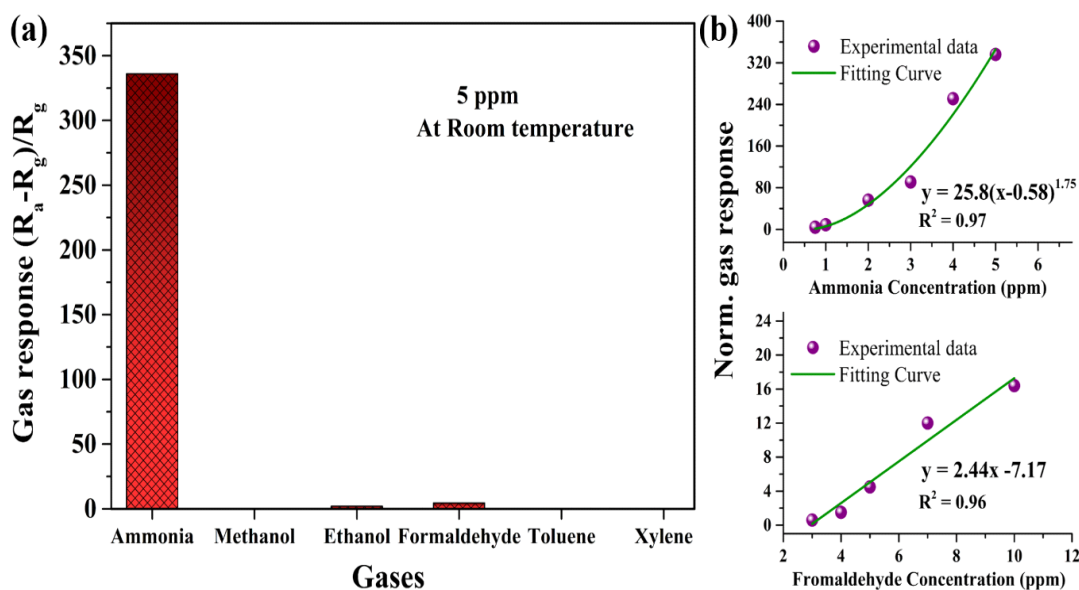 (a)
Gas response (Rₐ-R_g)/R_g
350
300
250
200
150
100
50
0
5 ppm
At Room temperature
Ammonia Methanol Ethanol Formaldehyde Toluene Xylene
Gases
(b)
Norm. gas response
400
320
240
160
80
0
Experimental data
Fitting Curve
y = 25.8(x-0.58)^1.75
R² = 0.97
0 1 2 3 4 5 6
Ammonia Concentration (ppm)
24
20
16
12
8
4
0
Experimental data
Fitting Curve
y = 2.44x -7.17
R² = 0.96
2 4 6 8 10 12
Fromaldehyde Concentration (ppm)